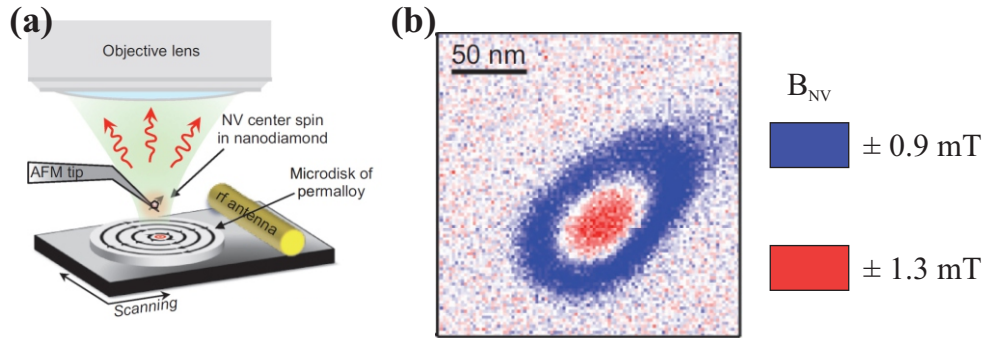 (a)
Objective lens
NV center spin
in nanodiamond
AFM tip
Microdisk of
permalloy
rf antenna
Scanning
(b)
50 nm
B_NV
± 0.9 mT
± 1.3 mT